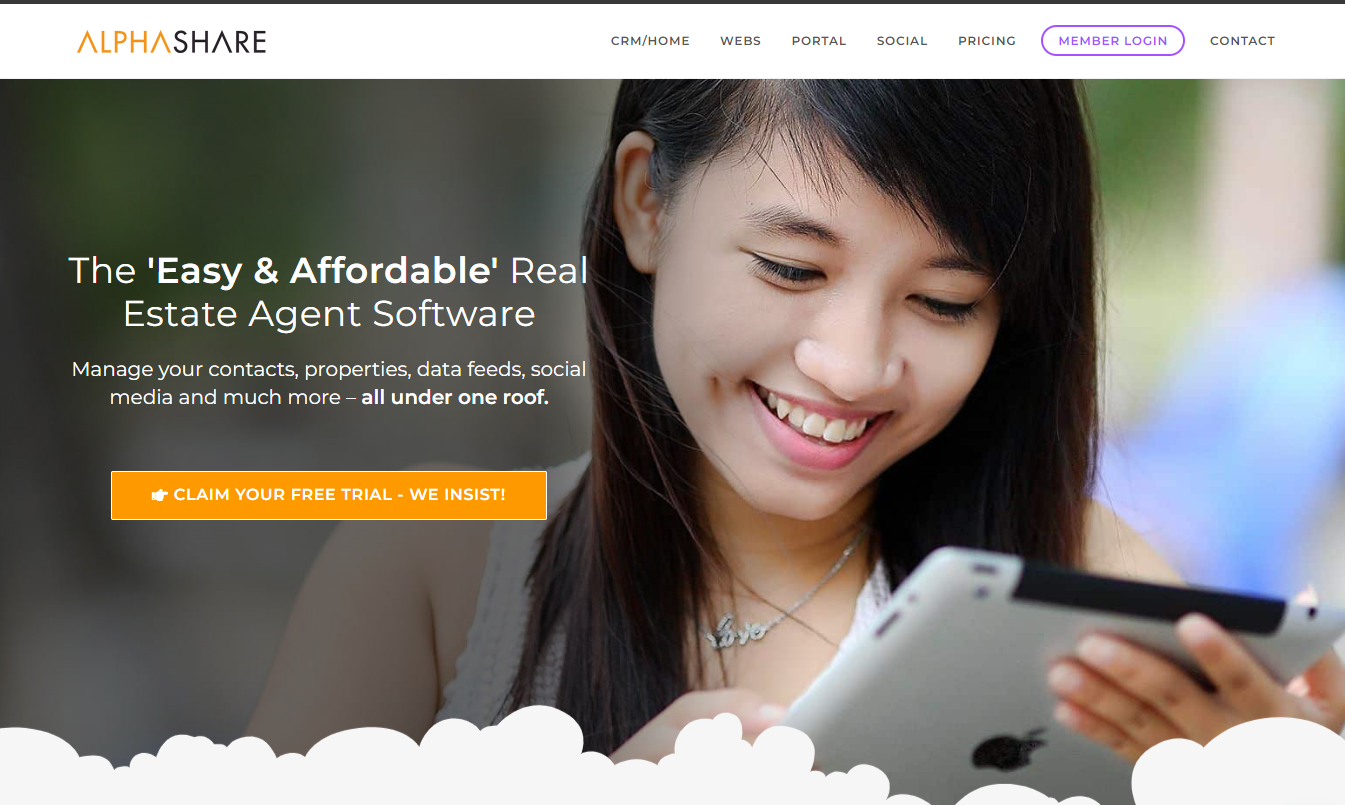 ALPHASHARE
CRM/HOME WEBS PORTAL SOCIAL PRICING MEMBER LOGIN CONTACT
The 'Easy & Affordable' Real
Estate Agent Software
Manage your contacts, properties, data feeds, social
media and much more – all under one roof.
CLAIM YOUR FREE TRIAL - WE INSIST!